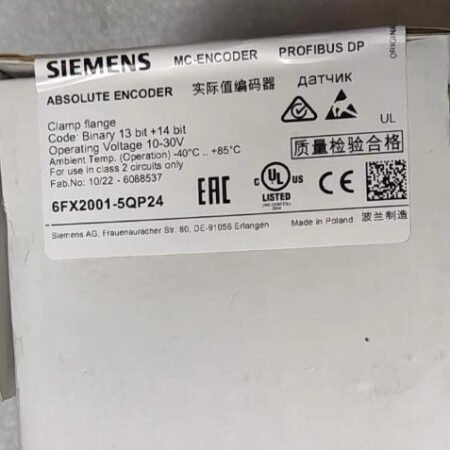 SIEMENS MC-ENCODER PROFIBUS DP
ABSOLUTE ENCODER 实际值编码器 датчик
Clamp flange
Code: Binary 13 bit +14 bit
Operating Voltage 10-30V
Ambient Temp. (Operation) -40°C .. +85°C
For use in class 2 circuits only
Fab.No: 10/22 - 6088537
6FX2001-5QP24
Siemens AG, Frauenauracher Str. 80, DE-91056 Erlangen
UL
质量检验合格
EAC
c UL US
LISTED
Made in Poland 波兰制造
ORIGINA